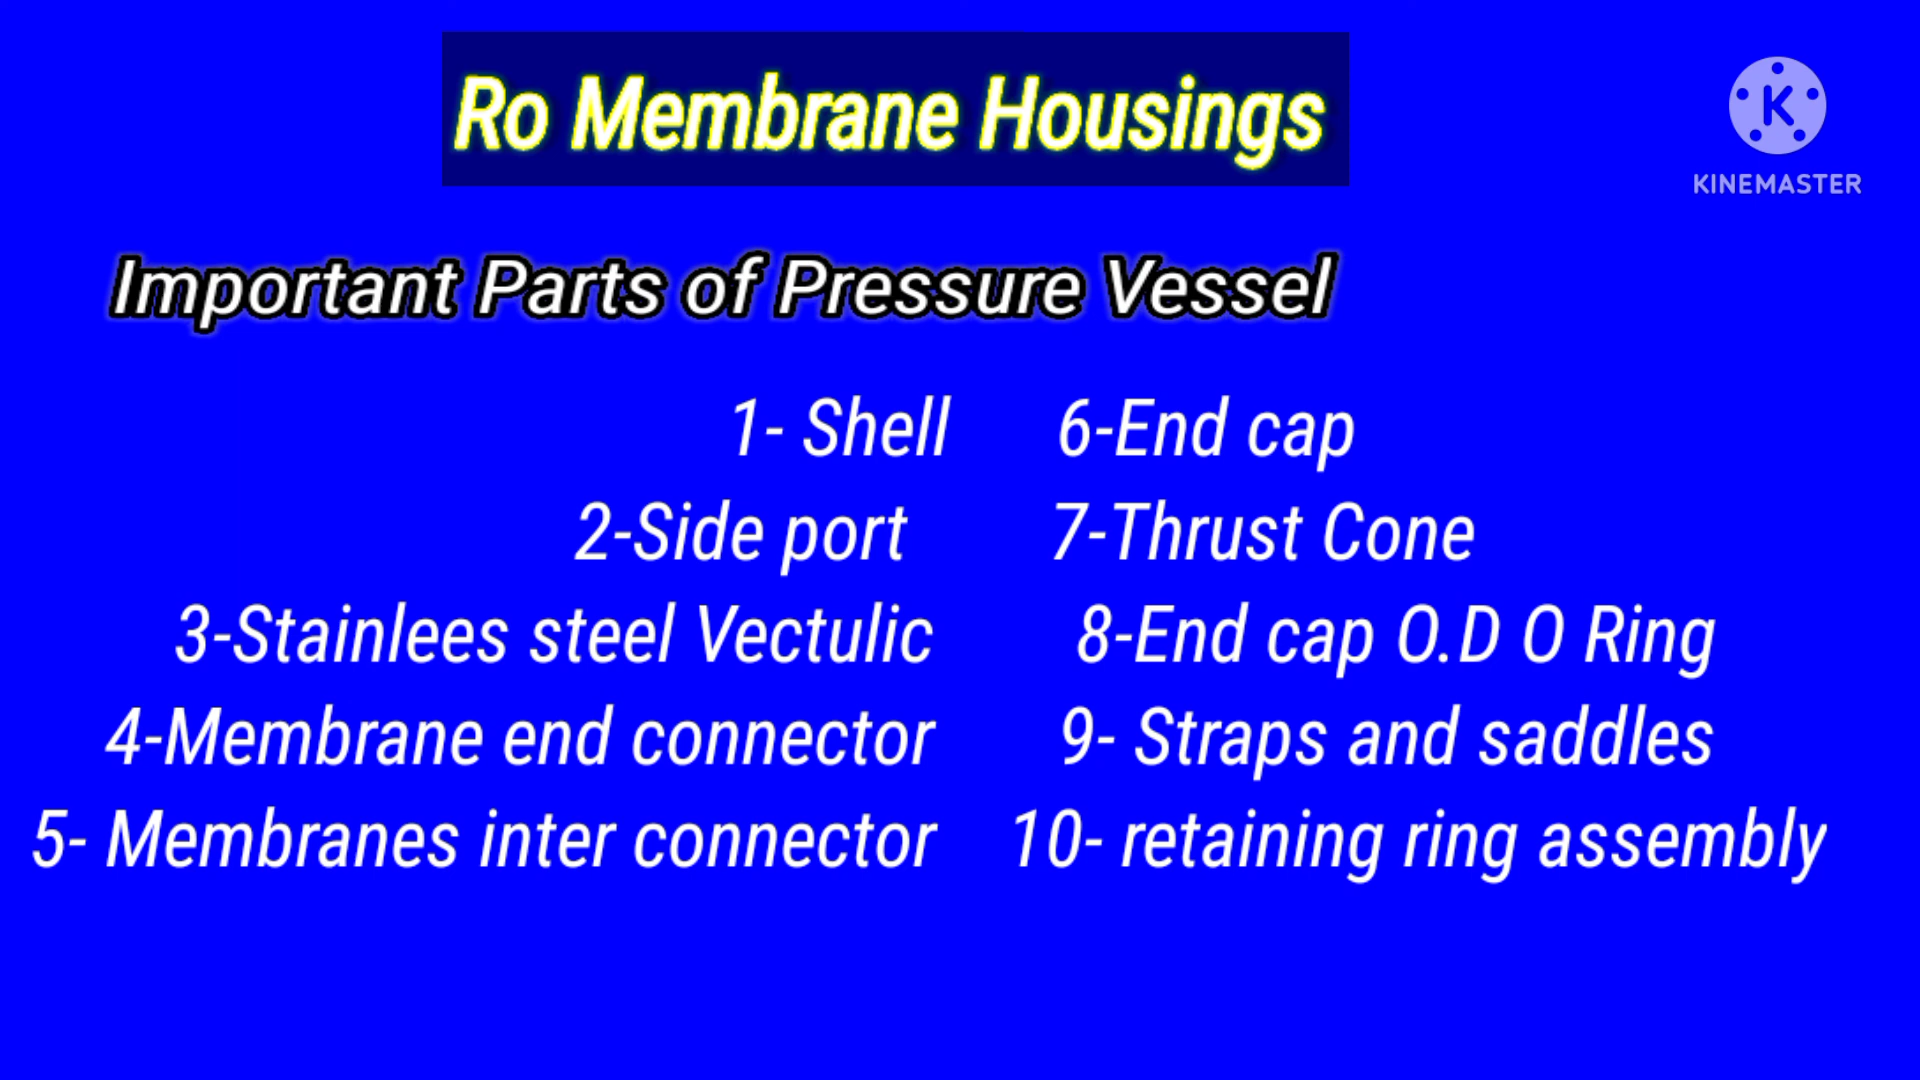 Ro Membrane Housings
K
KINEMASTER
Important Parts of Pressure Vessel
1- Shell
2-Side port
3-Stainlees steel Vectulic
4-Membrane end connector
5- Membranes inter connector
6-End cap
7-Thrust Cone
8-End cap O.D O Ring
9- Straps and saddles
10- retaining ring assembly